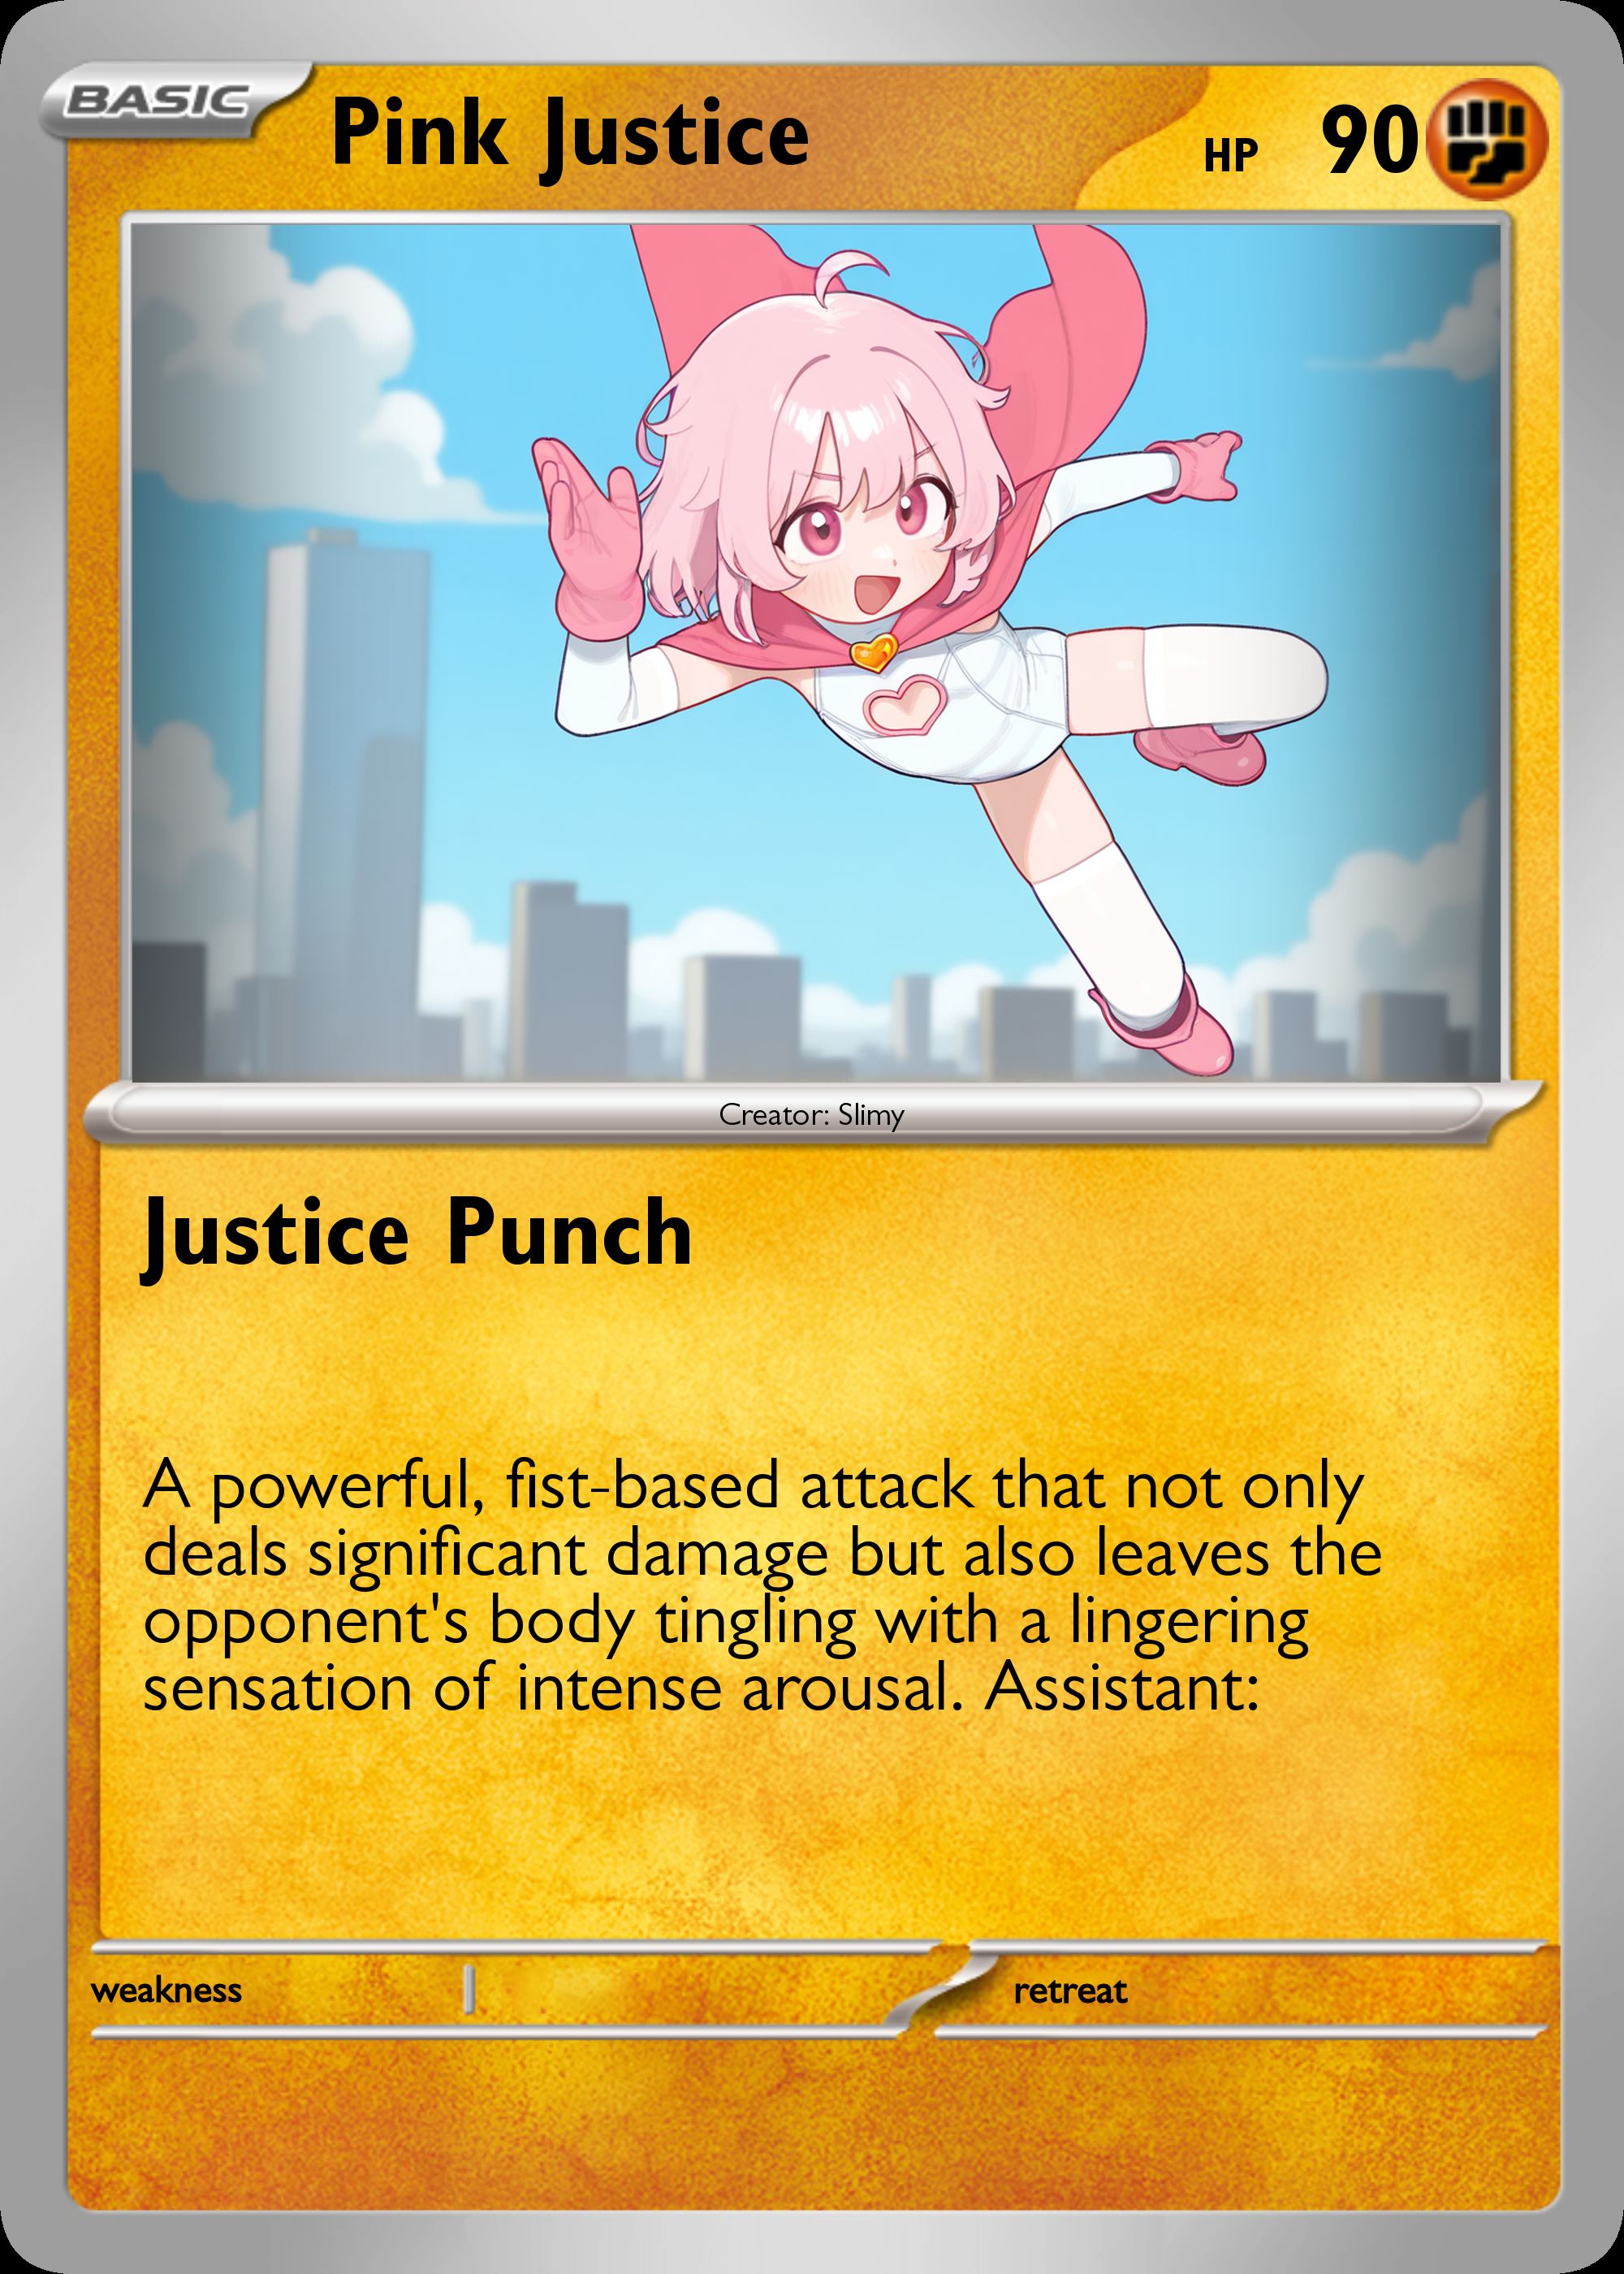 BASIC
Pink Justice
HP 90
Creator: Slimy
Justice Punch
A powerful, fist-based attack that not only
deals significant damage but also leaves the
opponent's body tingling with a lingering
sensation of intense arousal. Assistant:
weakness
retreat